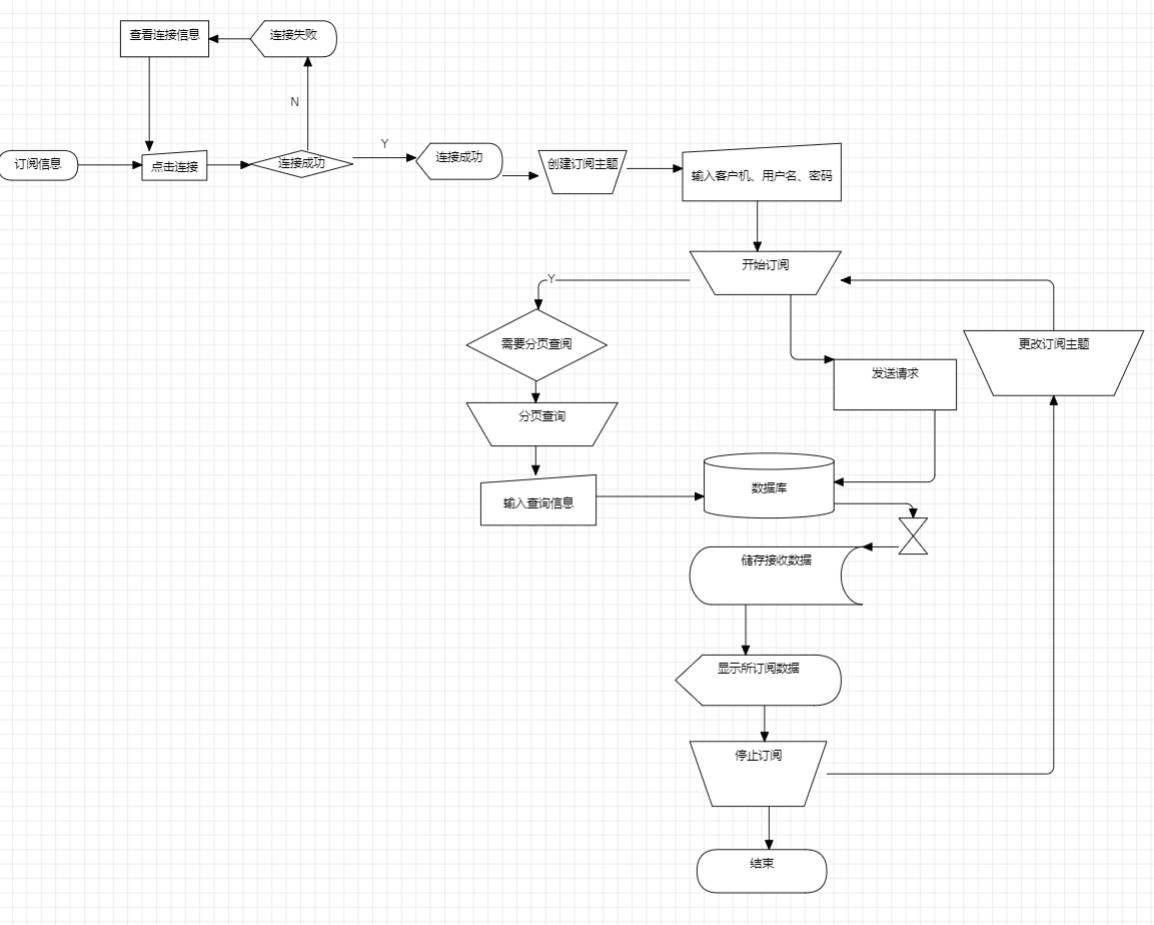 查看连接信息
连接失败
N
订阅信息
点击连接
连接成功
Y
连接成功
创建订阅主题
输入客户机、用户名、密码
开始订阅
Y
需要分页查阅
更改订阅主题
发送请求
分页查询
数据库
输入查询信息
储存接收数据
显示所订阅数据
停止订阅
结束